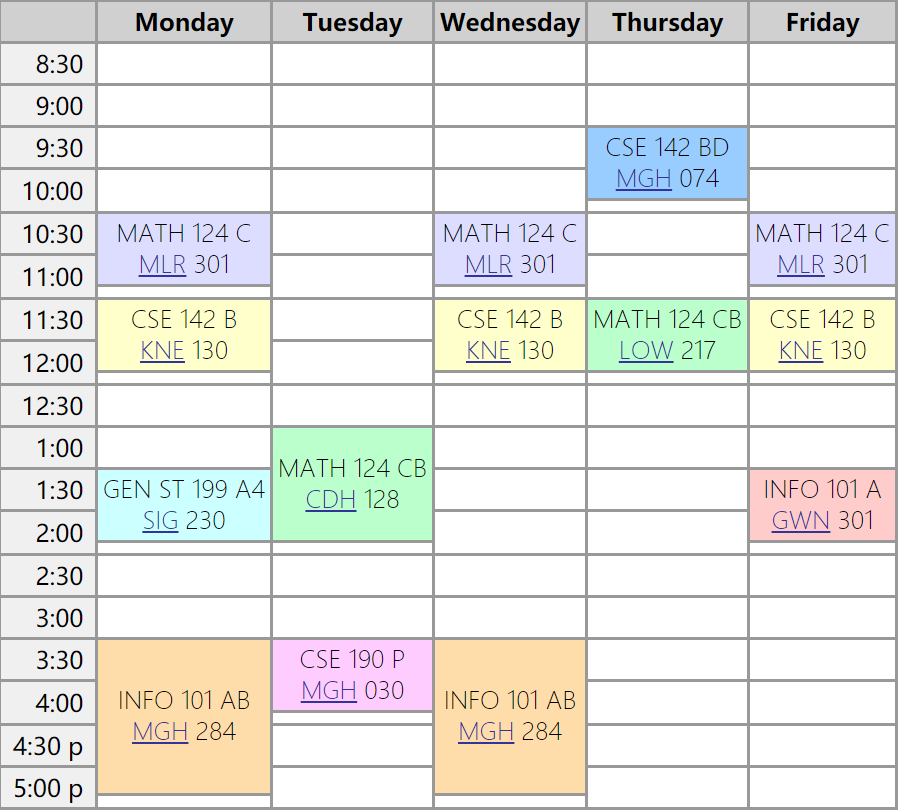 Monday Tuesday Wednesday Thursday Friday
8:30
9:00
9:30
CSE 142 BD
MGH 074
10:00
10:30
MATH 124 C
MLR 301
MATH 124 C
MLR 301
MATH 124 C
MLR 301
11:00
11:30
CSE 142 B
KNE 130
CSE 142 B
KNE 130
MATH 124 CB
LOW 217
CSE 142 B
KNE 130
12:00
12:30
1:00
MATH 124 CB
CDH 128
1:30
GEN ST 199 A4
SIG 230
INFO 101 A
GWN 301
2:00
2:30
3:00
3:30
INFO 101 AB
MGH 284
CSE 190 P
MGH 030
INFO 101 AB
MGH 284
4:00
4:30 p
5:00 p